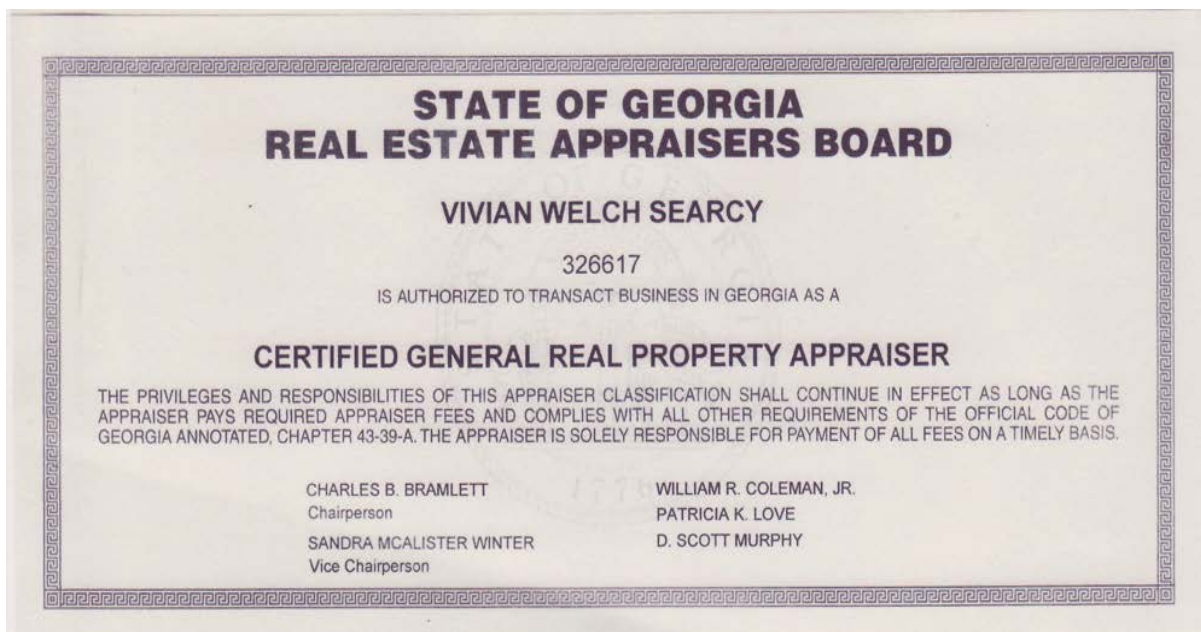 STATE OF GEORGIA
REAL ESTATE APPRAISERS BOARD
VIVIAN WELCH SEARCY
326617
IS AUTHORIZED TO TRANSACT BUSINESS IN GEORGIA AS A
CERTIFIED GENERAL REAL PROPERTY APPRAISER
THE PRIVILEGES AND RESPONSIBILITIES OF THIS APPRAISER CLASSIFICATION SHALL CONTINUE IN EFFECT AS LONG AS THE
APPRAISER PAYS REQUIRED APPRAISER FEES AND COMPLIES WITH ALL OTHER REQUIREMENTS OF THE OFFICIAL CODE OF
GEORGIA ANNOTATED, CHAPTER 43-39-A. THE APPRAISER IS SOLELY RESPONSIBLE FOR PAYMENT OF ALL FEES ON A TIMELY BASIS.
CHARLES B. BRAMLETT
Chairperson
SANDRA MCALISTER WINTER
Vice Chairperson
WILLIAM R. COLEMAN, JR.
PATRICIA K. LOVE
D. SCOTT MURPHY
1776